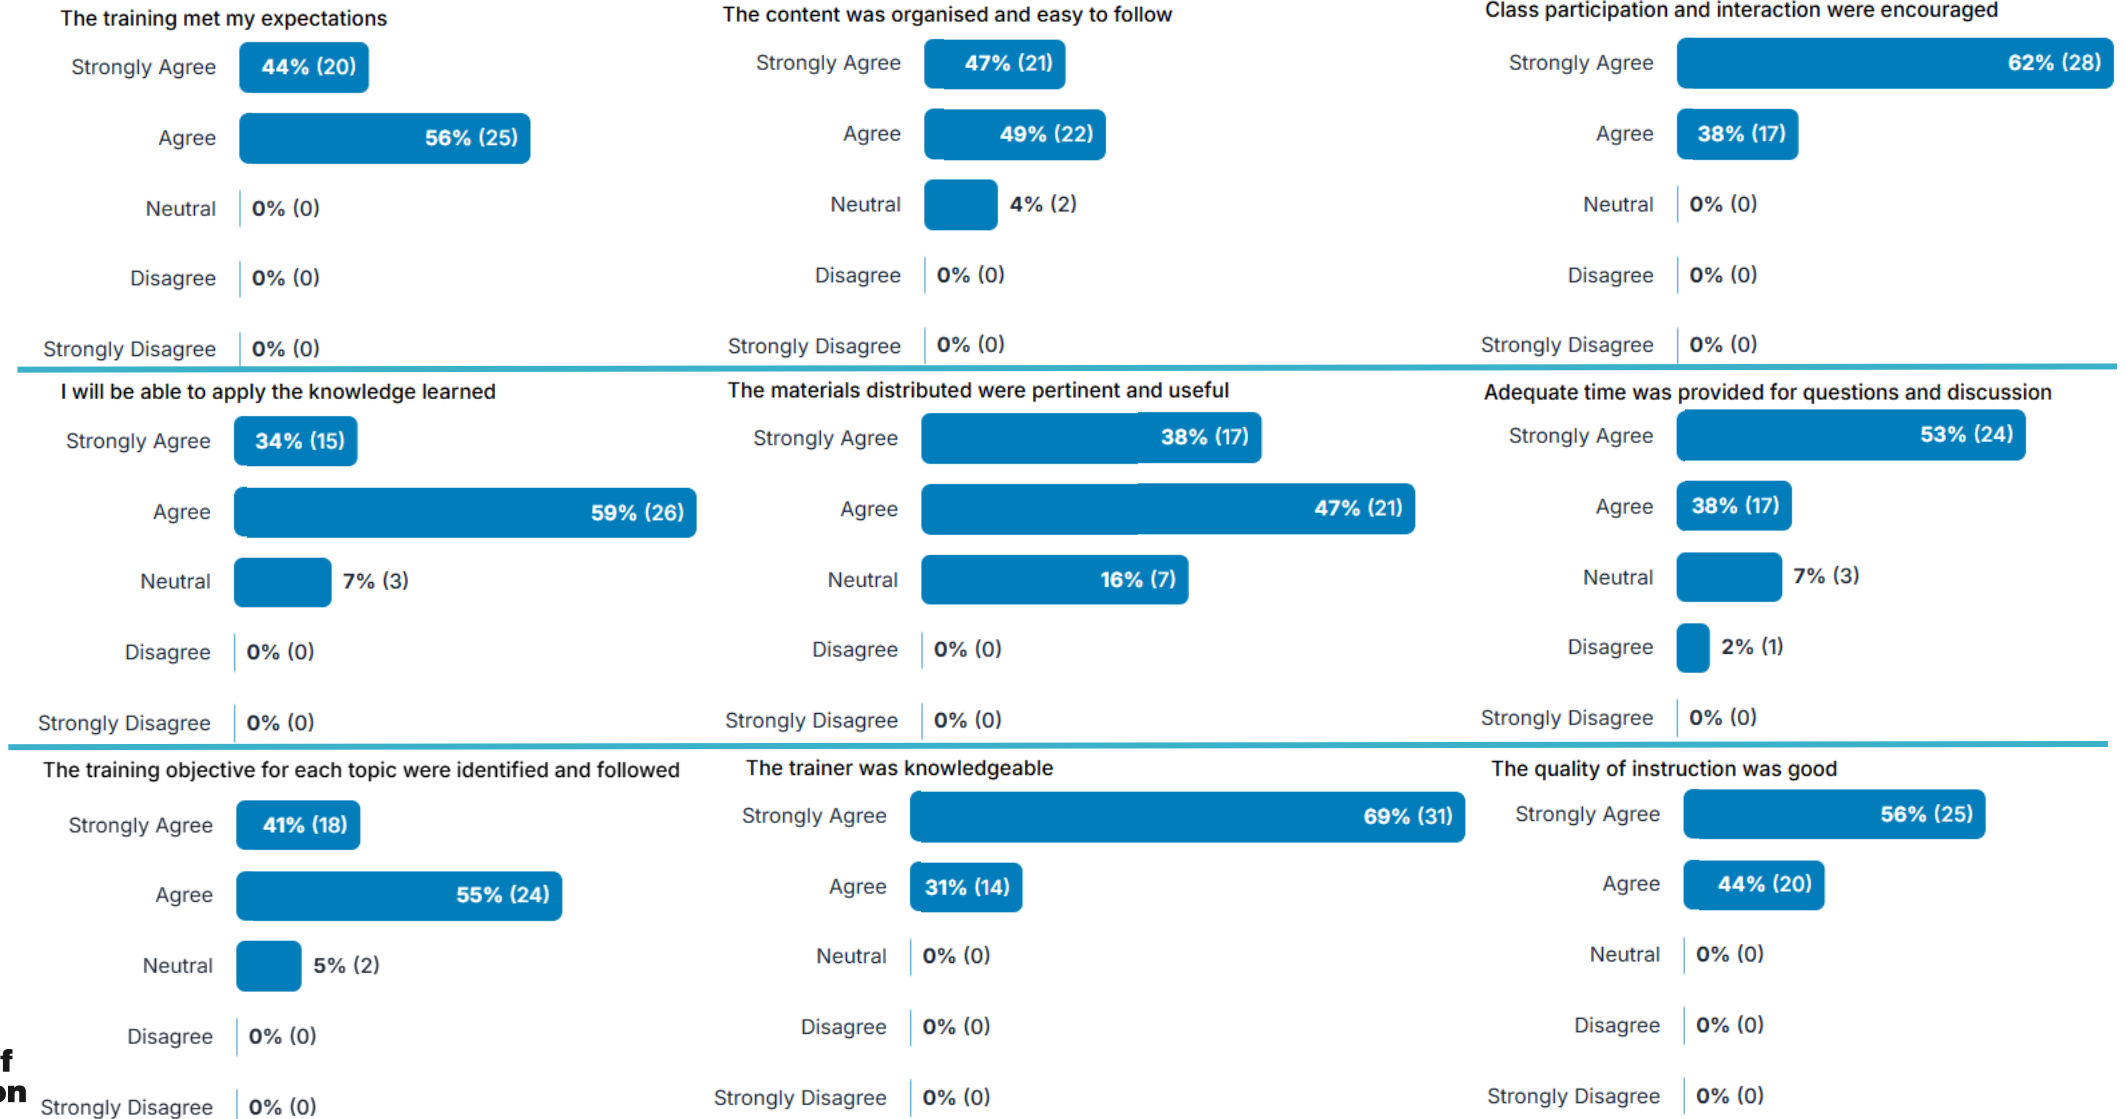 The training met my expectations
Strongly Agree 44% (20)
Agree 56% (25)
Neutral 0% (0)
Disagree 0% (0)
Strongly Disagree 0% (0)
The content was organised and easy to follow
Strongly Agree 47% (21)
Agree 49% (22)
Neutral 4% (2)
Disagree 0% (0)
Strongly Disagree 0% (0)
Class participation and interaction were encouraged
Strongly Agree 62% (28)
Agree 38% (17)
Neutral 0% (0)
Disagree 0% (0)
Strongly Disagree 0% (0)
I will be able to apply the knowledge learned
Strongly Agree 34% (15)
Agree 59% (26)
Neutral 7% (3)
Disagree 0% (0)
Strongly Disagree 0% (0)
The materials distributed were pertinent and useful
Strongly Agree 38% (17)
Agree 47% (21)
Neutral 16% (7)
Disagree 0% (0)
Strongly Disagree 0% (0)
Adequate time was provided for questions and discussion
Strongly Agree 53% (24)
Agree 38% (17)
Neutral 7% (3)
Disagree 2% (1)
Strongly Disagree 0% (0)
The training objective for each topic were identified and followed
Strongly Agree 41% (18)
Agree 55% (24)
Neutral 5% (2)
Disagree 0% (0)
Strongly Disagree 0% (0)
The trainer was knowledgeable
Strongly Agree 69% (31)
Agree 31% (14)
Neutral 0% (0)
Disagree 0% (0)
Strongly Disagree 0% (0)
The quality of instruction was good
Strongly Agree 56% (25)
Agree 44% (20)
Neutral 0% (0)
Disagree 0% (0)
Strongly Disagree 0% (0)